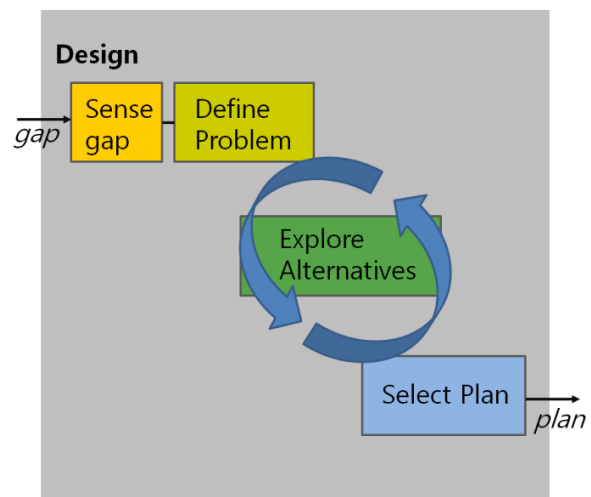 Design
gap
Sense
gap
Define
Problem
Explore
Alternatives
Select Plan
plan